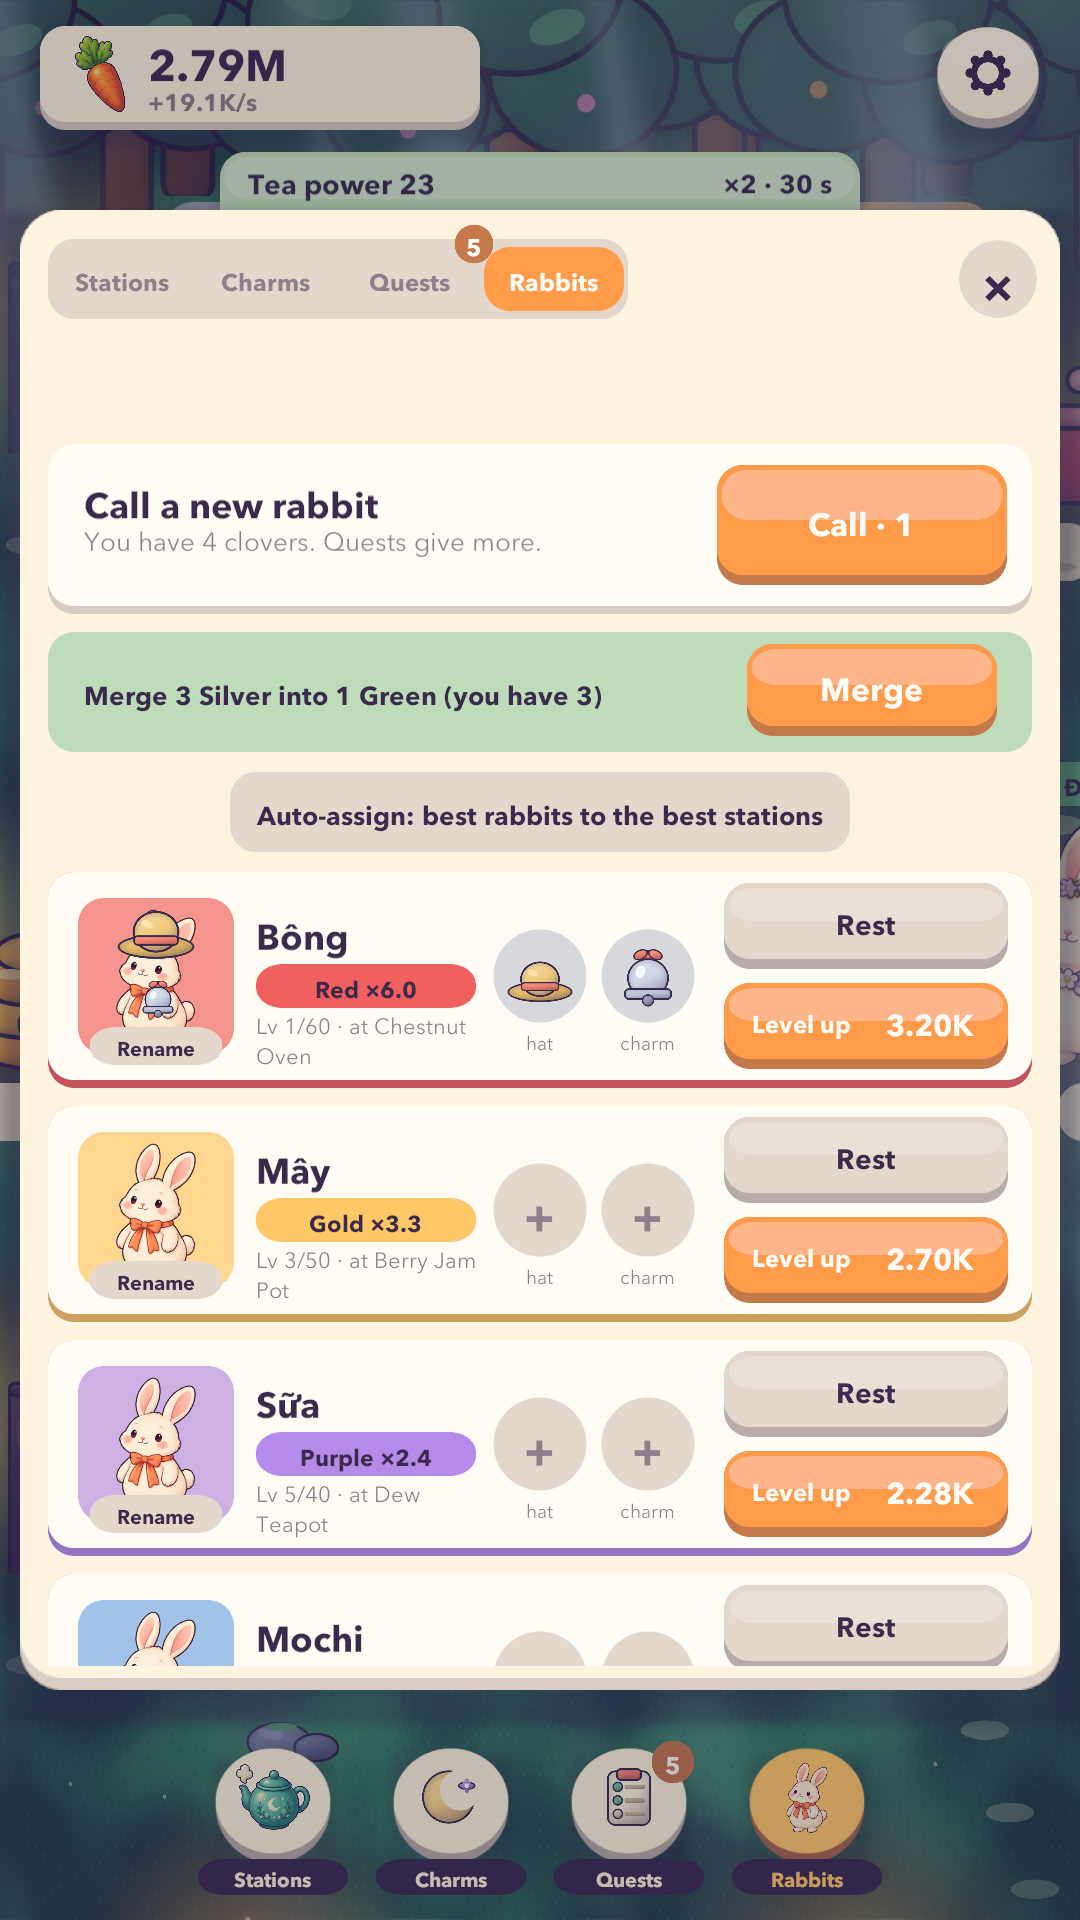 2.79M
+19.1K/s
Tea power 23
×2 · 30 s
Stations
Charms
Quests
5
Rabbits
×
Call a new rabbit
You have 4 clovers. Quests give more.
Call · 1
Merge 3 Silver into 1 Green (you have 3)
Merge
Auto-assign: best rabbits to the best stations
Bông
Red ×6.0
Lv 1/60 · at Chestnut
Oven
Rename
hat
charm
Rest
Level up 3.20K
Mây
Gold ×3.3
Lv 3/50 · at Berry Jam
Pot
Rename
+
hat
+
charm
Rest
Level up 2.70K
Sữa
Purple ×2.4
Lv 5/40 · at Dew
Teapot
Rename
+
hat
+
charm
Rest
Level up 2.28K
Mochi
Rest
Stations
Charms
5
Quests
Rabbits